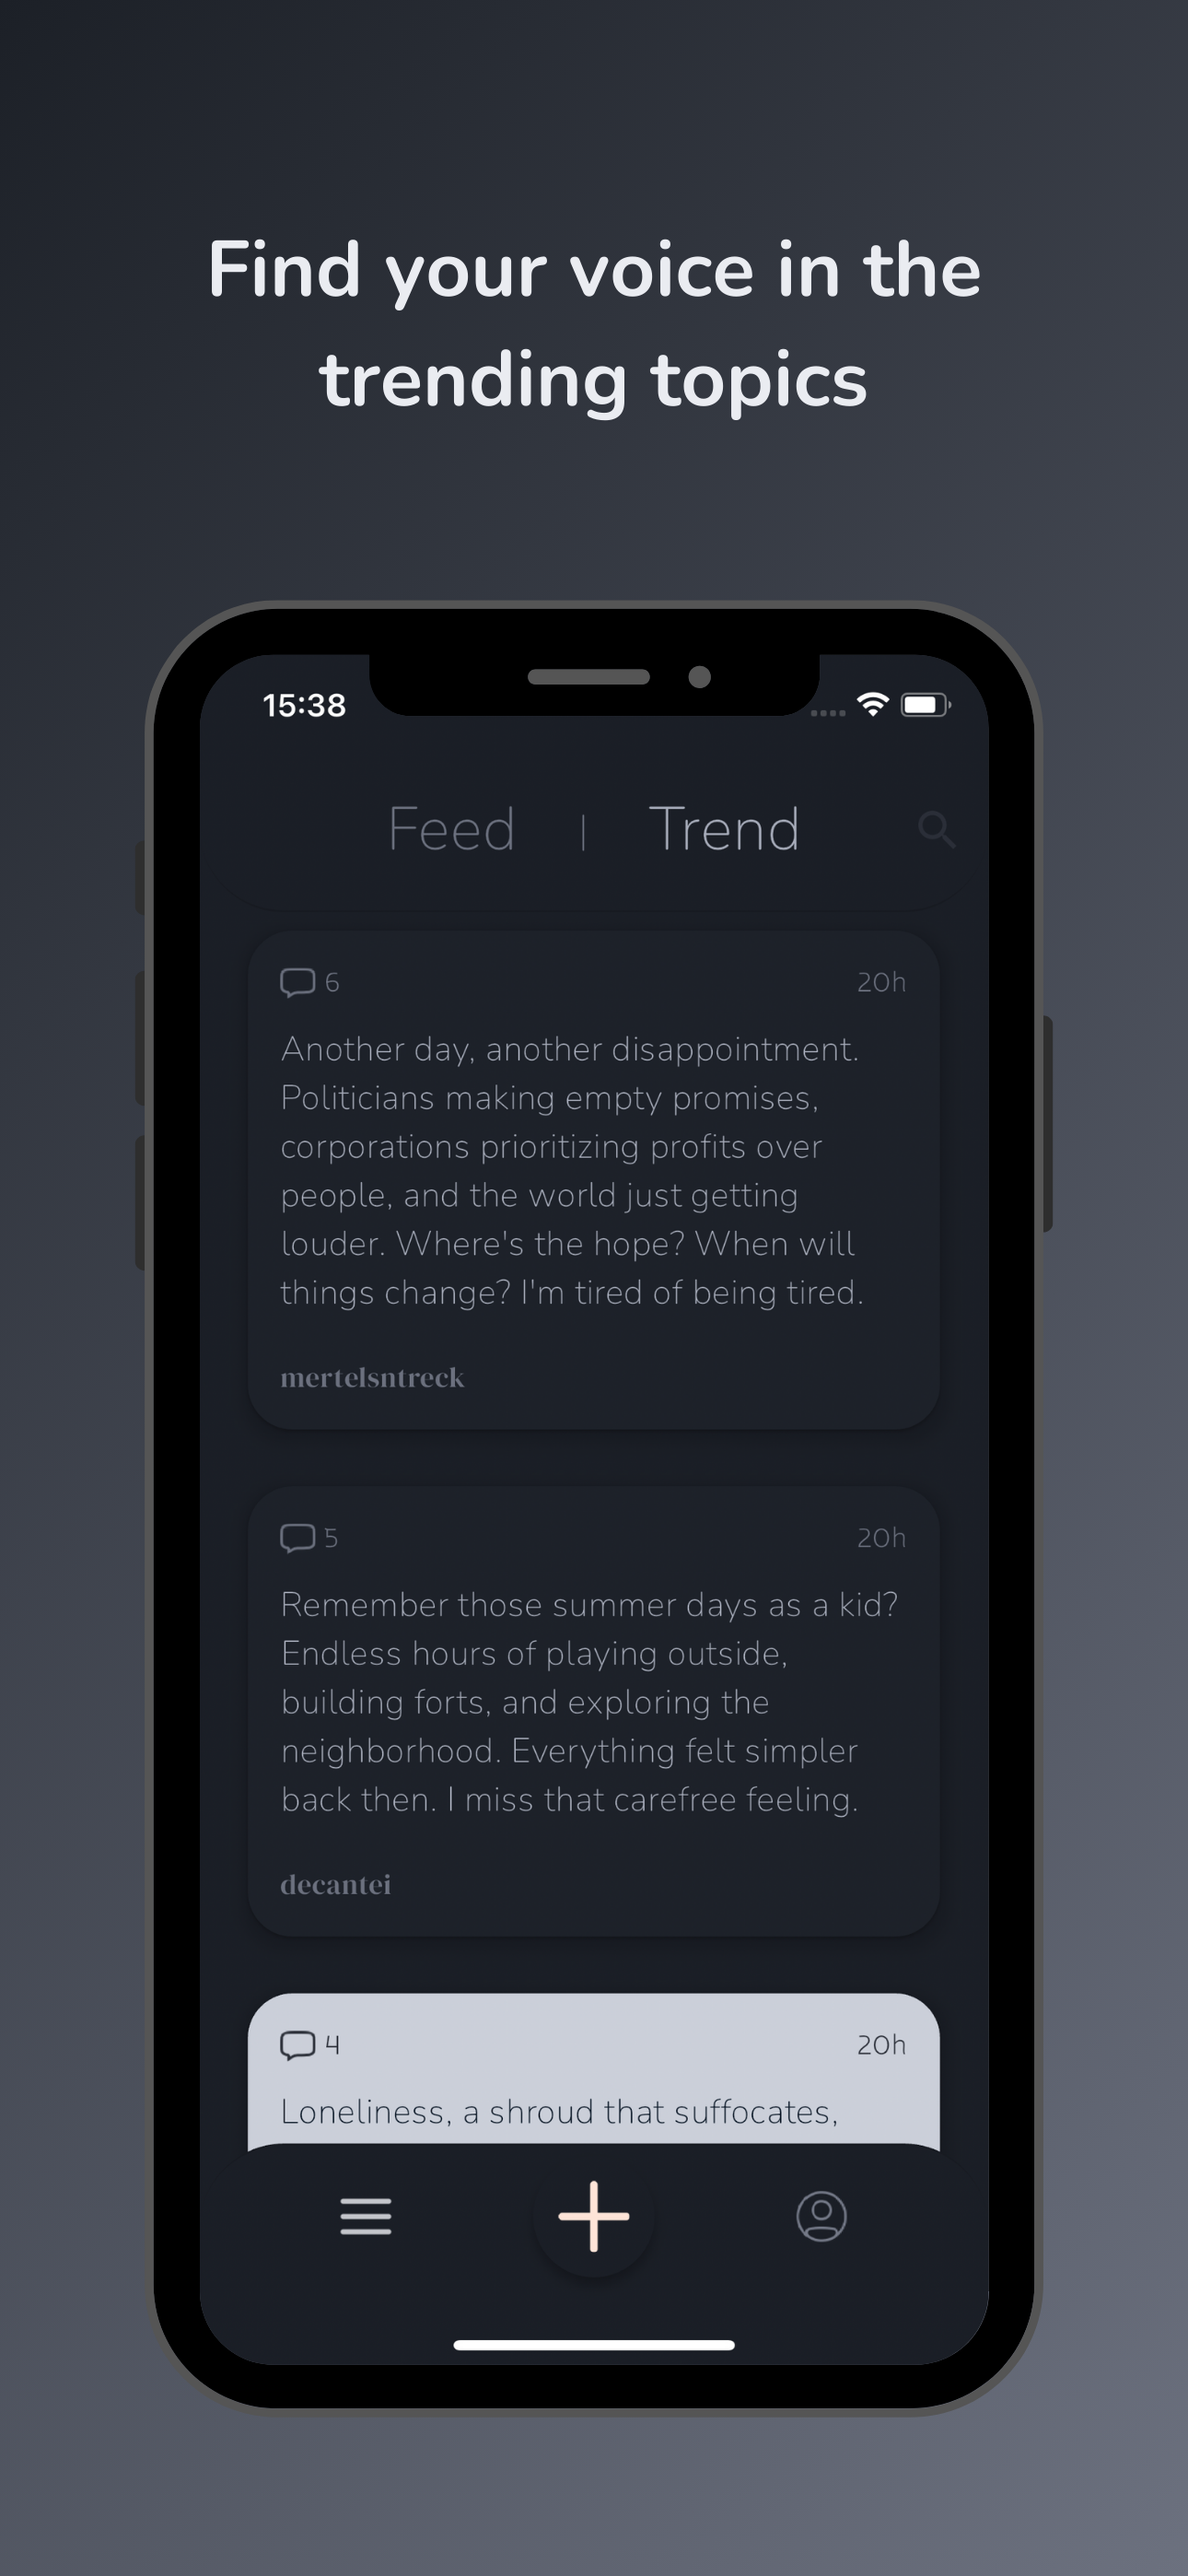 Find your voice in the
trending topics
15:38
Feed | Trend
6 20h
Another day, another disappointment.
Politicians making empty promises,
corporations prioritizing profits over
people, and the world just getting
louder. Where's the hope? When will
things change? I'm tired of being tired.
mertelsntreck
5 20h
Remember those summer days as a kid?
Endless hours of playing outside,
building forts, and exploring the
neighborhood. Everything felt simpler
back then. I miss that carefree feeling.
decantei
4 20h
Loneliness, a shroud that suffocates,